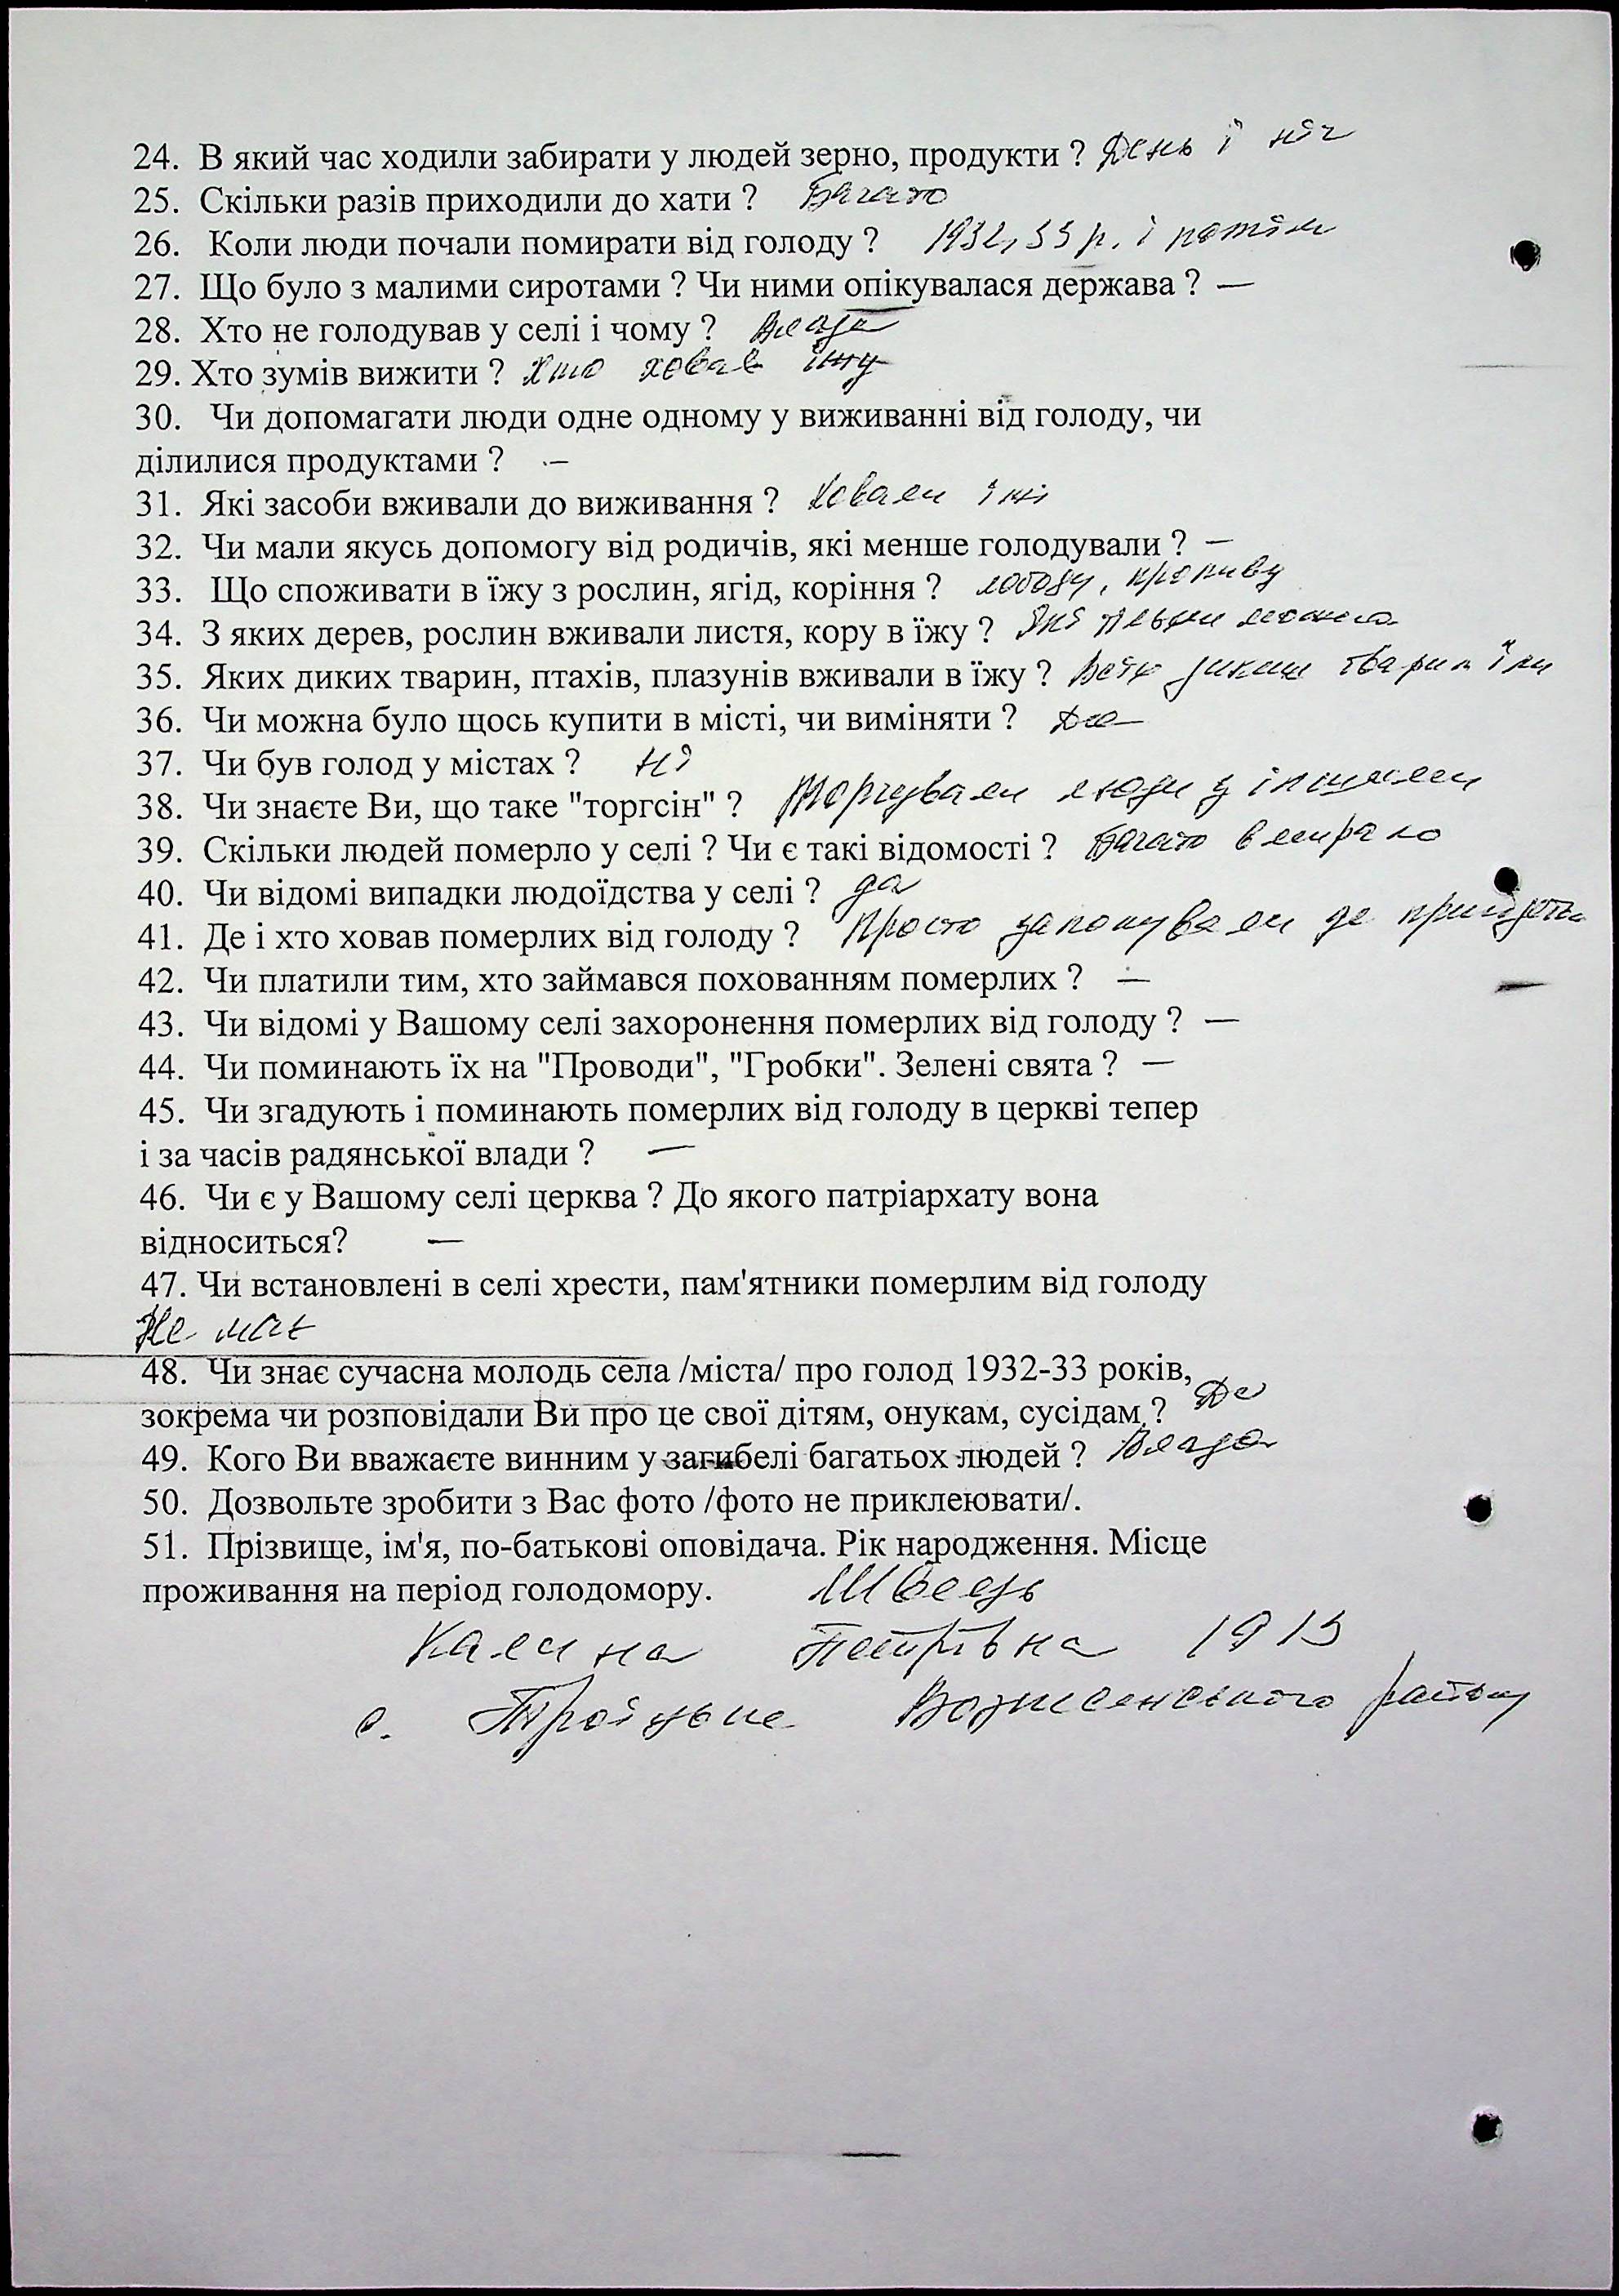 24. В який час ходили забирати у людей зерно, продукти ? День і ніч
25. Скільки разів приходили до хати ? Багато
26. Коли люди почали помирати від голоду ? 1932, 33 р. і потім
27. Що було з малими сиротами ? Чи ними опікувалася держава ? —
28. Хто не голодував у селі і чому ? Влада
29. Хто зумів вижити ? Хто ховав їжу
30. Чи допомагати люди одне одному у виживанні від голоду, чи
ділилися продуктами ? —
31. Які засоби вживали до виживання ? Ховали їжі
32. Чи мали якусь допомогу від родичів, які менше голодували ? —
33. Що споживати в їжу з рослин, ягід, коріння ? лободу, кропиву
34. З яких дерев, рослин вживали листя, кору в їжу ? Які тільки можна
35. Яких диких тварин, птахів, плазунів вживали в їжу ? Всіх диких тварин їли
36. Чи можна було щось купити в місті, чи виміняти ? Да
37. Чи був голод у містах ? Ні
38. Чи знаєте Ви, що таке "торгсін" ? Торгували люди з іншими
39. Скільки людей померло у селі ? Чи є такі відомості ? Багато вмирало
40. Чи відомі випадки людоїдства у селі ? да
41. Де і хто ховав померлих від голоду ? Просто закопували де
42. Чи платили тим, хто займався похованням померлих ? —
43. Чи відомі у Вашому селі захоронення померлих від голоду ? —
44. Чи поминають їх на "Проводи", "Гробки". Зелені свята ? —
45. Чи згадують і поминають померлих від голоду в церкві тепер
і за часів радянської влади ? —
46. Чи є у Вашому селі церква ? До якого патріархату вона
відноситься? —
47. Чи встановлені в селі хрести, пам'ятники померлим від голоду
Не має
48. Чи знає сучасна молодь села /міста/ про голод 1932-33 років,
зокрема чи розповідали Ви про це свої дітям, онукам, сусідам ? Да
49. Кого Ви вважаєте винним у загибелі багатьох людей ? Влада
50. Дозвольте зробити з Вас фото /фото не приклеювати/.
51. Прізвище, ім'я, по-батькові оповідача. Рік народження. Місце
проживання на період голодомору. Швець
Калина Петрівна 1913
с. Троїцьке Вознесенського району